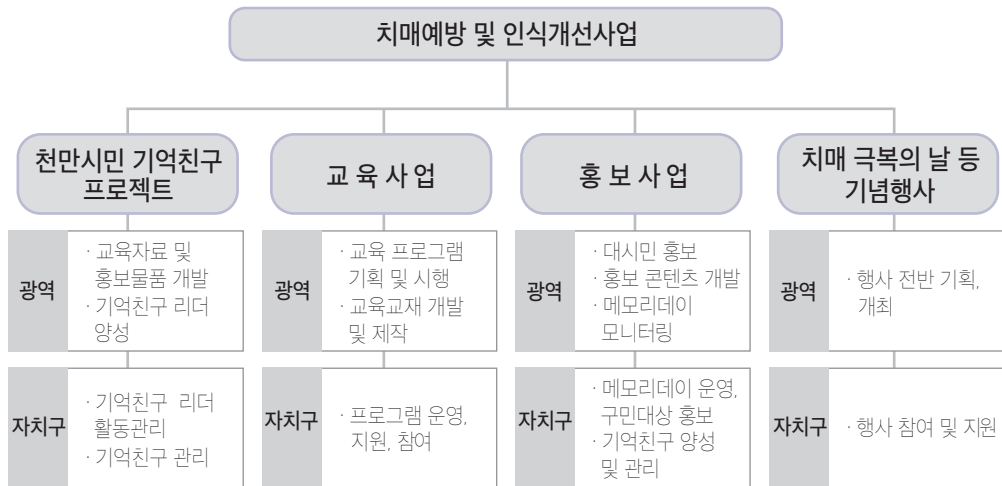 치매예방 및 인식개선사업
천만시민 기억친구
프로젝트
광역
· 교육자료 및
홍보물품 개발
· 기억친구 리더
양성
자치구
· 기억친구 리더
활동관리
· 기억친구 관리
교 육 사 업
광역
· 교육 프로그램
기획 및 시행
· 교육교재 개발
및 제작
자치구
· 프로그램 운영,
지원, 참여
홍 보 사 업
광역
· 대시민 홍보
· 홍보 콘텐츠 개발
· 메모리데이
모니터링
자치구
· 메모리데이 운영,
구민대상 홍보
· 기억친구 양성
및 관리
치매 극복의 날 등
기념행사
광역
· 행사 전반 기획,
개최
자치구
· 행사 참여 및 지원